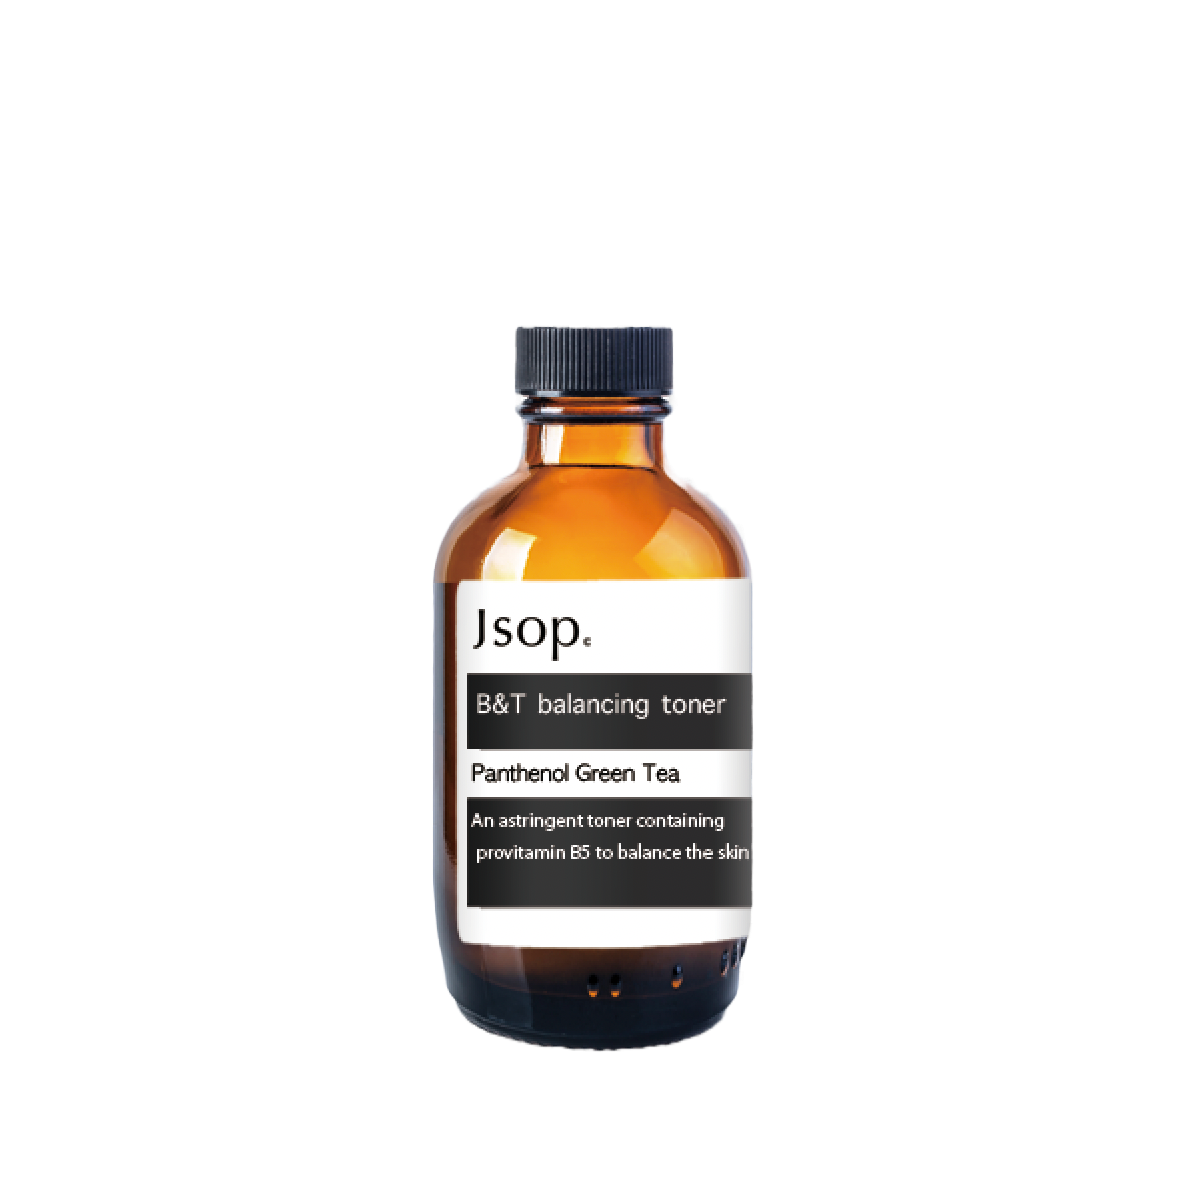 Jsop.
B&T balancing toner
Panthenol Green Tea
An astringent toner containing
provitamin B5 to balance the skin